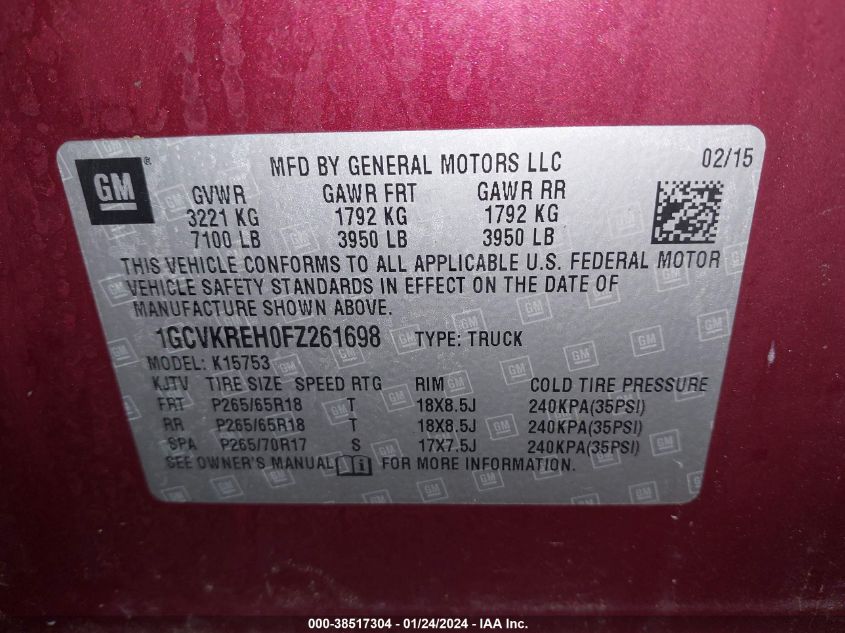 GM ®
MFD BY GENERAL MOTORS LLC 02/15
GVWR GAWR FRT GAWR RR
3221 KG 1792 KG 1792 KG
7100 LB 3950 LB 3950 LB
THIS VEHICLE CONFORMS TO ALL APPLICABLE U.S. FEDERAL MOTOR
VEHICLE SAFETY STANDARDS IN EFFECT ON THE DATE OF
MANUFACTURE SHOWN ABOVE.
1GCVKREH0FZ261698 TYPE: TRUCK
MODEL: K15753
KJTV TIRE SIZE SPEED RTG RIM COLD TIRE PRESSURE
FRT P265/65R18 T 18X8.5J 240KPA(35PSI)
RR P265/65R18 T 18X8.5J 240KPA(35PSI)
SPA P265/70R17 S 17X7.5J 240KPA(35PSI)
SEE OWNER'S MANUAL FOR MORE INFORMATION.
000-38517304 - 01/24/2024 - IAA Inc.